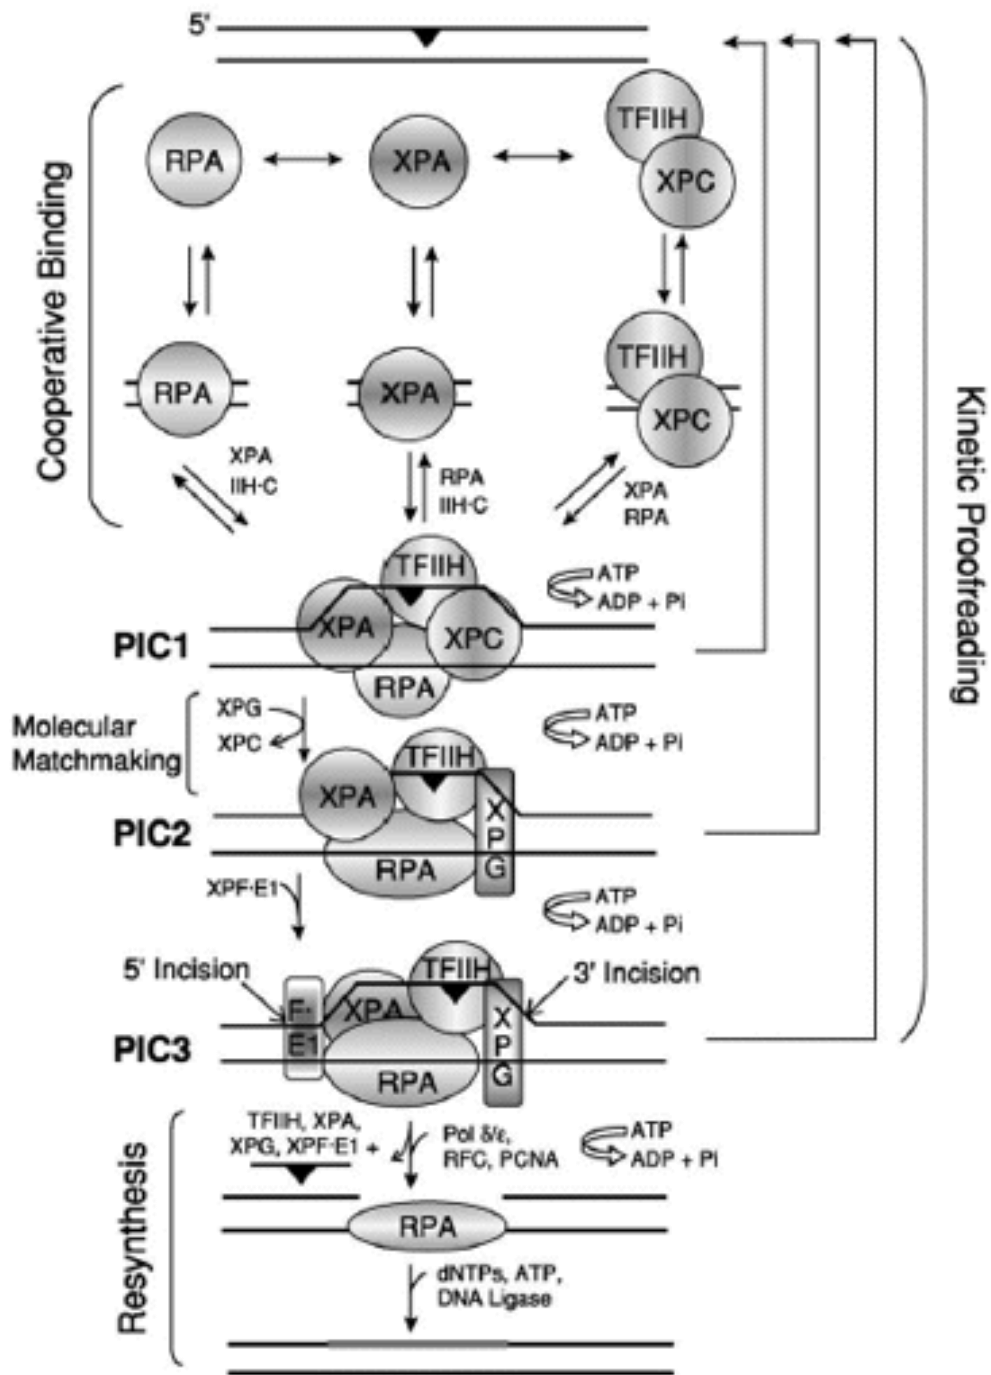 5'
TFIIH
RPA
XPA
XPC
Cooperative Binding
TFIIH
RPA
XPA
XPC
XPA
IIH·C
RPA
IIH·C
XPA
RPA
Kinetic Proofreading
TFIIH
ATP
ADP + Pi
XPA
XPC
PIC1
RPA
Molecular
Matchmaking
XPG
XPC
ATP
ADP + Pi
TFIIH
XPA
XPG
PIC2
RPA
XPF·E1
ATP
ADP + Pi
5' Incision
TFIIH
3' Incision
F·
E1
XPA
XPG
PIC3
RPA
Resynthesis
TFIIH, XPA,
XPG, XPF·E1 +
Pol δ/ε,
RFC, PCNA
ATP
ADP + Pi
RPA
dNTPs, ATP,
DNA Ligase